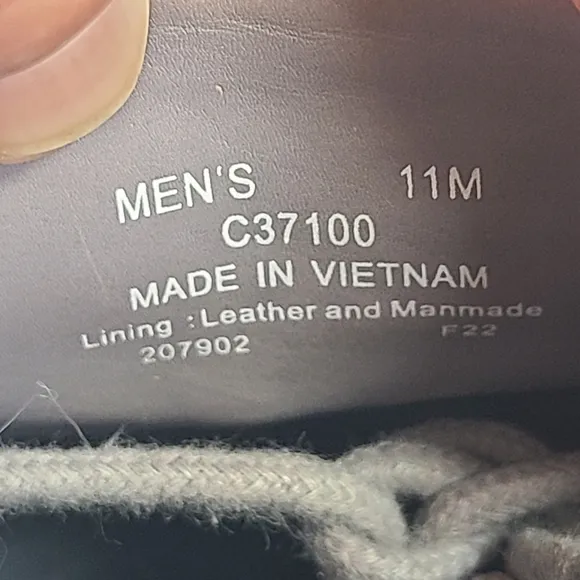 MEN'S 11M
C37100
MADE IN VIETNAM
Lining : Leather and Manmade
207902 F22